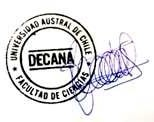 UNIVERSIDAD AUSTRAL DE CHILE
DECANA
FACULTAD DE CIENCIAS